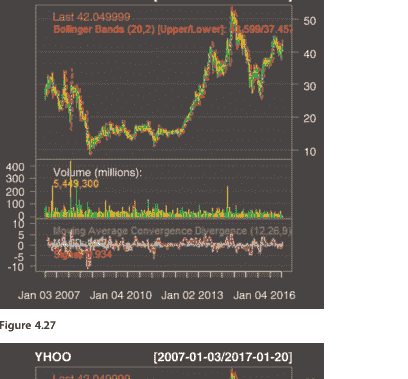 Last 42.049999
Bollinger Bands (20,2) [Upper/Lower]:
50
40
30
20
10
Volume (millions):
5,449,300
400
300
200
100
0
10
5
0
-5
-10
Moving Average Convergence Divergence (12,26,9)
Jan 03 2007 Jan 04 2010 Jan 02 2013 Jan 04 2016
Figure 4.27
YHOO [2007-01-03/2017-01-20]
Last 42.049999